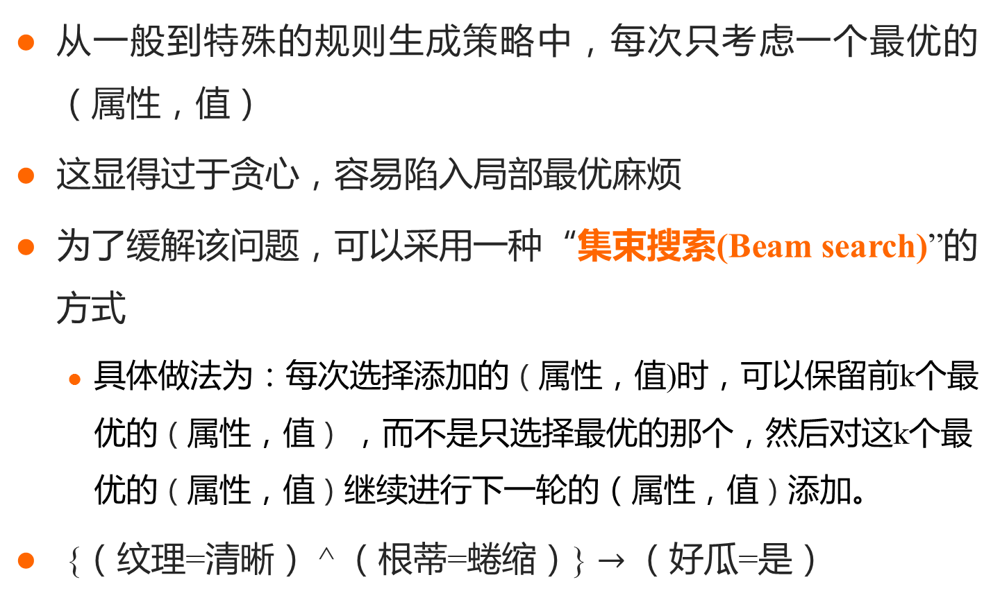 从一般到特殊的规则生成策略中，每次只考虑一个最优的
（属性，值）
这显得过于贪心，容易陷入局部最优麻烦
为了缓解该问题，可以采用一种“集束搜索(Beam search)”的
方式
具体做法为：每次选择添加的（属性，值)时，可以保留前k个最
优的（属性，值），而不是只选择最优的那个，然后对这k个最
优的（属性，值）继续进行下一轮的（属性，值）添加。
{（纹理=清晰）^（根蒂=蜷缩）}→（好瓜=是）